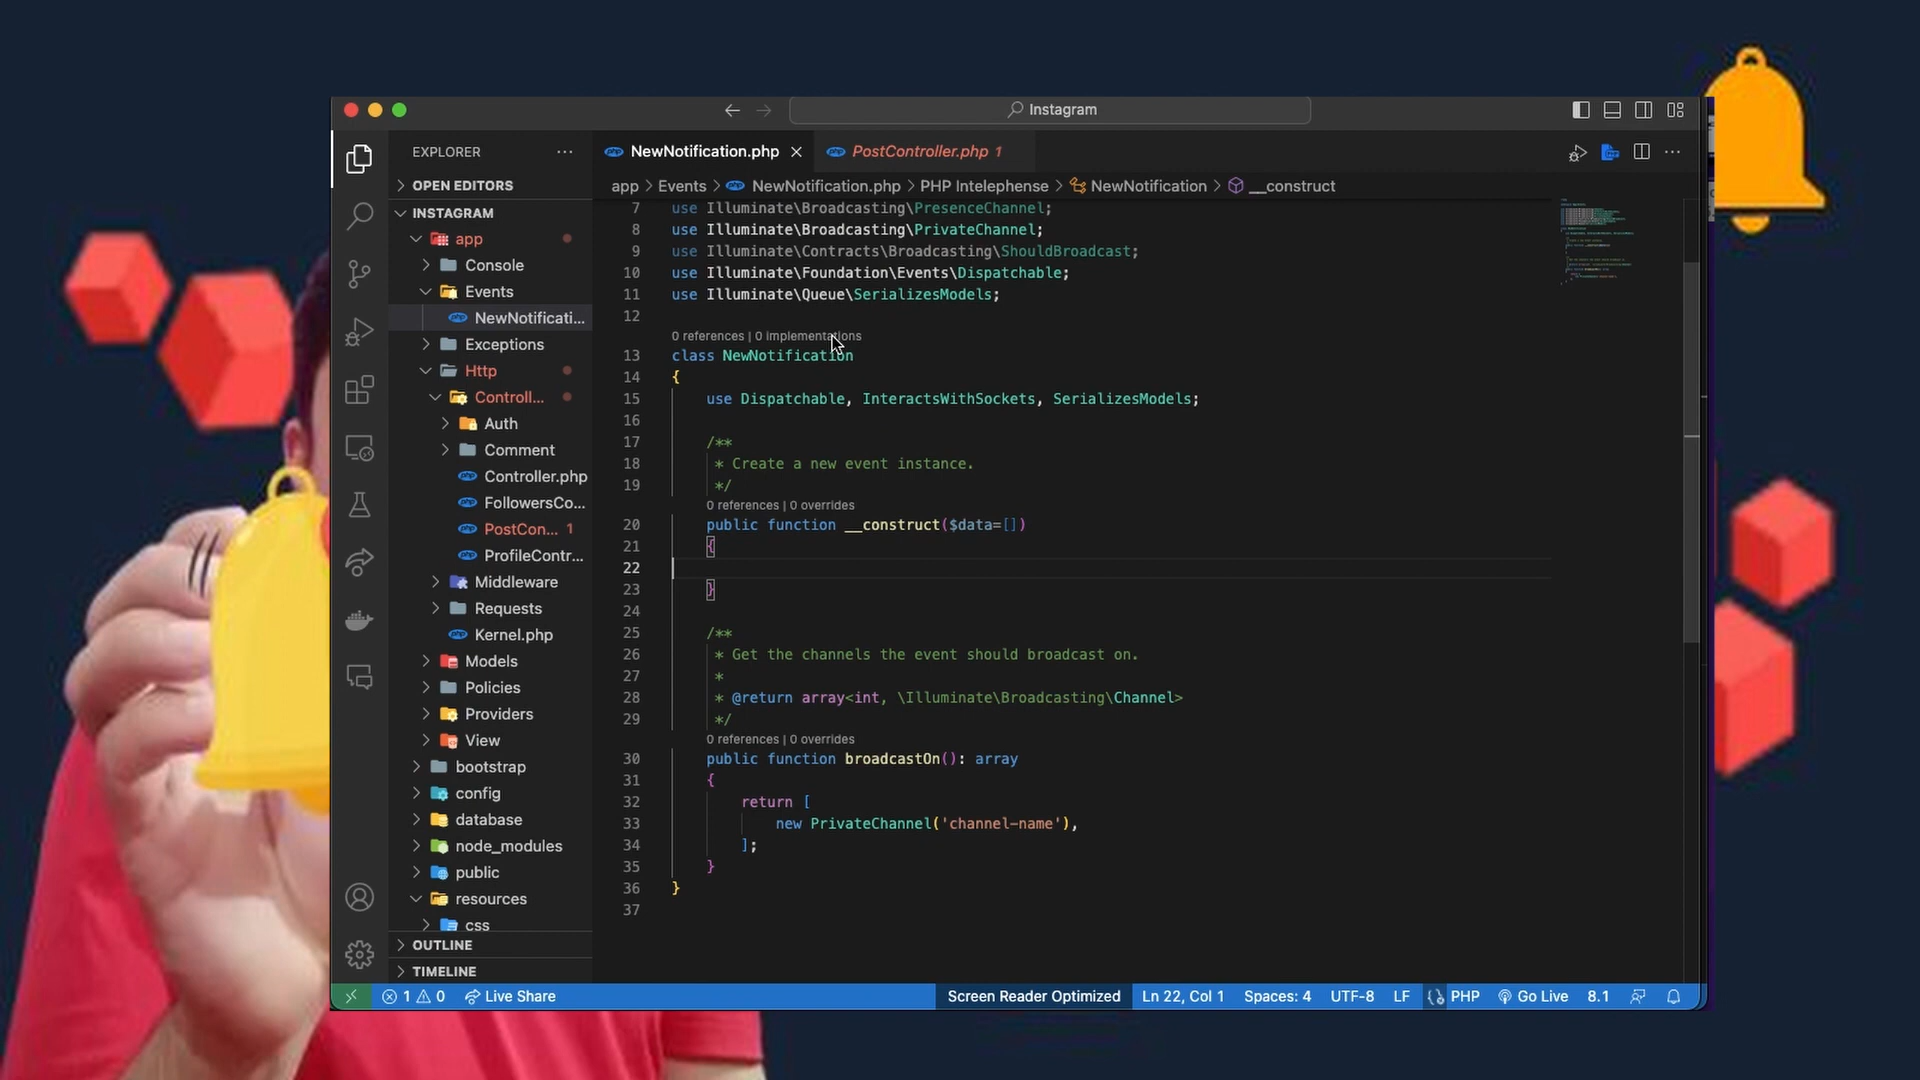 Instagram
EXPLORER
OPEN EDITORS
INSTAGRAM
app
Console
Events
NewNotificati...
Exceptions
Http
Controll...
Auth
Comment
Controller.php
FollowersCo...
PostCon... 1
ProfileContr...
Middleware
Requests
Kernel.php
Models
Policies
Providers
View
bootstrap
config
database
node_modules
public
resources
css
OUTLINE
TIMELINE
NewNotification.php
PostController.php 1
app > Events > NewNotification.php > PHP Intelephense > NewNotification > __construct
7 use Illuminate\Broadcasting\PresenceChannel;
8 use Illuminate\Broadcasting\PrivateChannel;
9 use Illuminate\Contracts\Broadcasting\ShouldBroadcast;
10 use Illuminate\Foundation\Events\Dispatchable;
11 use Illuminate\Queue\SerializesModels;
12
0 references | 0 implementations
13 class NewNotification
14 {
15 use Dispatchable, InteractsWithSockets, SerializesModels;
16
17 /**
18 * Create a new event instance.
19 */
0 references | 0 overrides
20 public function __construct($data=[])
21 {
22
23 }
24
25 /**
26 * Get the channels the event should broadcast on.
27 *
28 * @return array<int, \Illuminate\Broadcasting\Channel>
29 */
0 references | 0 overrides
30 public function broadcastOn(): array
31 {
32 return [
33 new PrivateChannel('channel-name'),
34 ];
35 }
36 }
37
1 0 Live Share Screen Reader Optimized Ln 22, Col 1 Spaces: 4 UTF-8 LF PHP Go Live 8.1